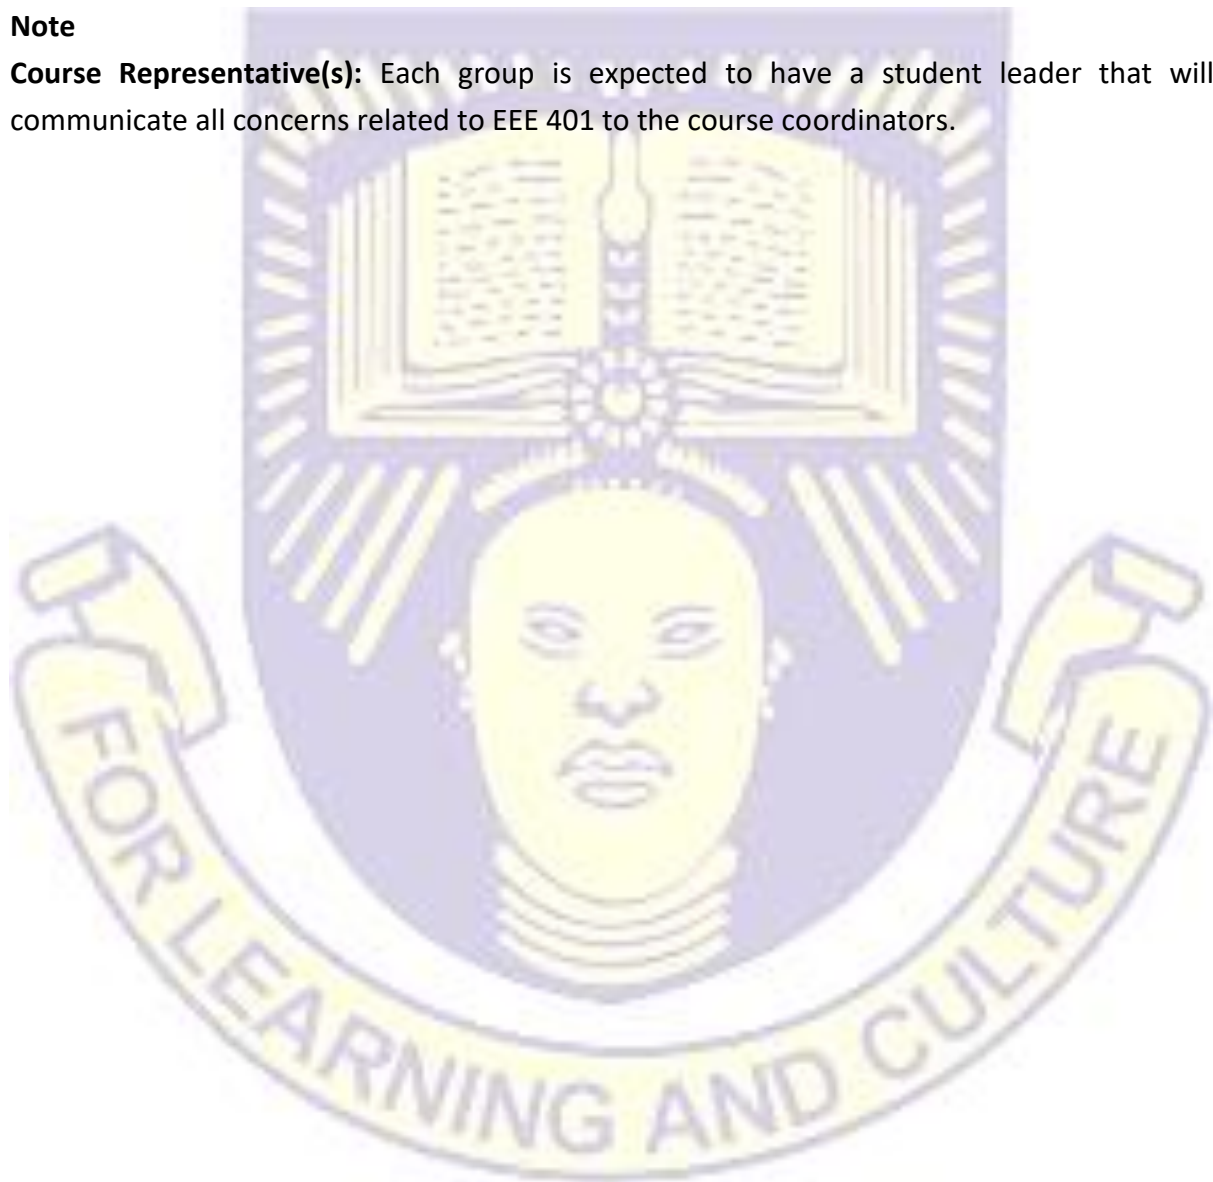 Note
Course Representative(s): Each group is expected to have a student leader that will
communicate all concerns related to EEE 401 to the course coordinators.
FOR LEARNING AND CULTURE